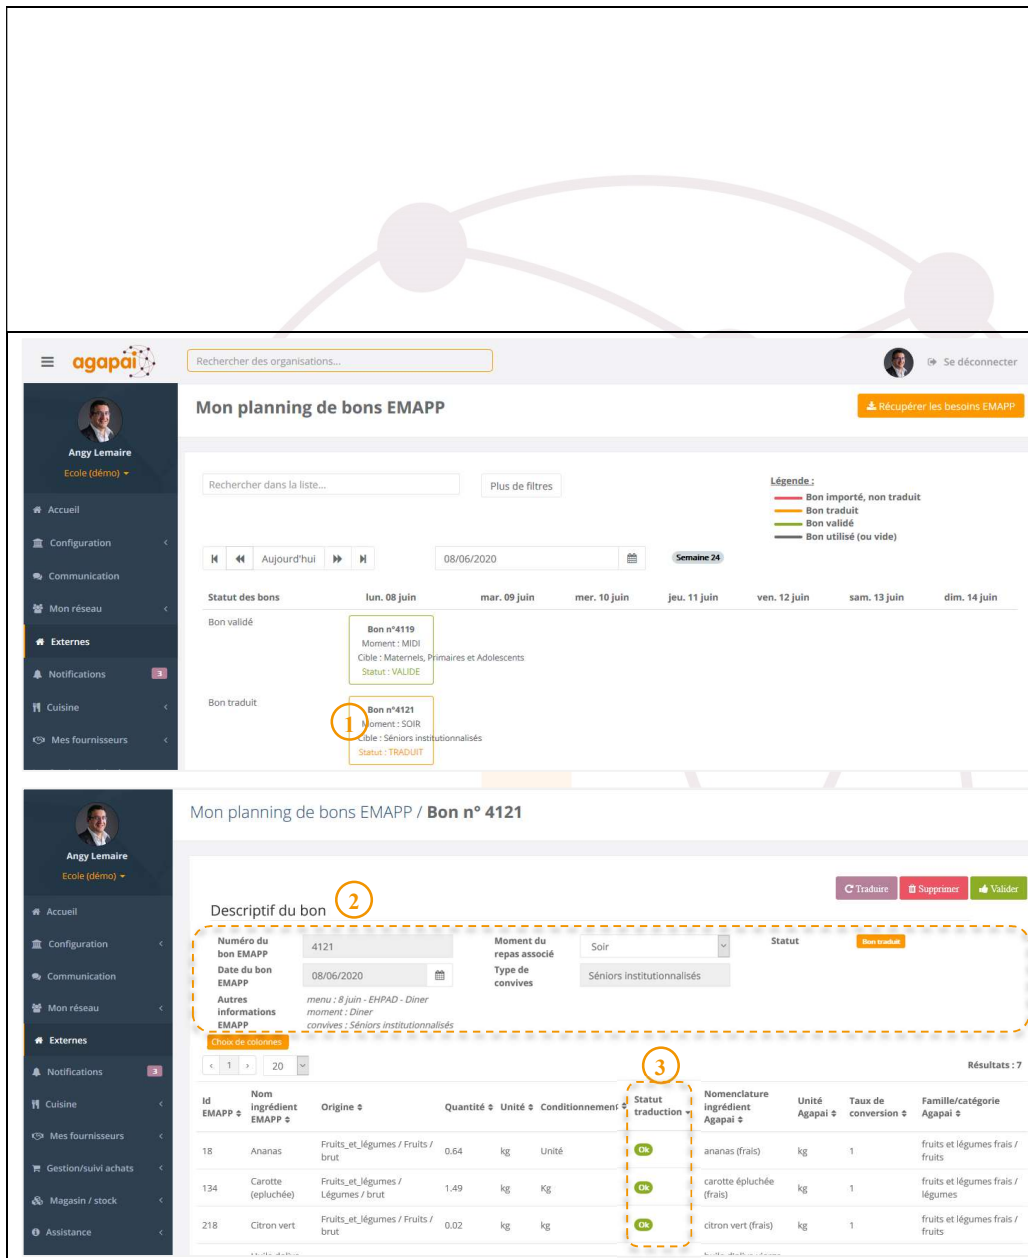 agapai
Rechercher des organisations...
Se déconnecter
Mon planning de bons EMAPP
Récupérer les besoins EMAPP
Angy Lemaire
Ecole (démo)
Accueil
Configuration
Communication
Mon réseau
Externes
Notifications 3
Cuisine
Mes fournisseurs
Rechercher dans la liste...
Plus de filtres
Légende :
Bon importé, non traduit
Bon traduit
Bon validé
Bon utilisé (ou vide)
Aujourd'hui
08/06/2020
Semaine 24
Statut des bons lun. 08 juin mar. 09 juin mer. 10 juin jeu. 11 juin ven. 12 juin sam. 13 juin dim. 14 juin
Bon validé
Bon n°4119
Moment : MIDI
Cible : Maternels, Primaires et Adolescents
Statut : VALIDE
Bon traduit
Bon n°4121
1
Moment : SOIR
Cible : Séniors institutionnalisés
Statut : TRADUIT
Mon planning de bons EMAPP / Bon n° 4121
Angy Lemaire
Ecole (démo)
Accueil
Configuration
Communication
Mon réseau
Externes
Notifications 3
Cuisine
Mes fournisseurs
Gestion/suivi achats
Magasin / stock
Assistance
Traduire Supprimer Valider
Descriptif du bon
2
Numéro du bon EMAPP 4121
Moment du repas associé Soir
Statut Bon traduit
Date du bon EMAPP 08/06/2020
Type de convives Séniors institutionnalisés
Autres informations EMAPP
menu : 8 juin - EHPAD - Diner
moment : Diner
convives : Séniors institutionnalisés
Choix de colonnes
1 20
3
Résultats : 7
Id EMAPP Nom ingrédient EMAPP Origine Quantité Unité Conditionnement Statut traduction Nomenclature ingrédient Agapai Unité Agapai Taux de conversion Famille/catégorie Agapai
18 Ananas Fruits_et_légumes / Fruits / brut 0.64 kg Unité Ok ananas (frais) kg 1 fruits et légumes frais / fruits
134 Carotte (epluchée) Fruits_et_légumes / Légumes / brut 1.49 kg Kg Ok carotte épluchée (frais) kg 1 fruits et légumes frais / légumes
218 Citron vert Fruits_et_légumes / Fruits / brut 0.02 kg kg Ok citron vert (frais) kg 1 fruits et légumes frais / fruits